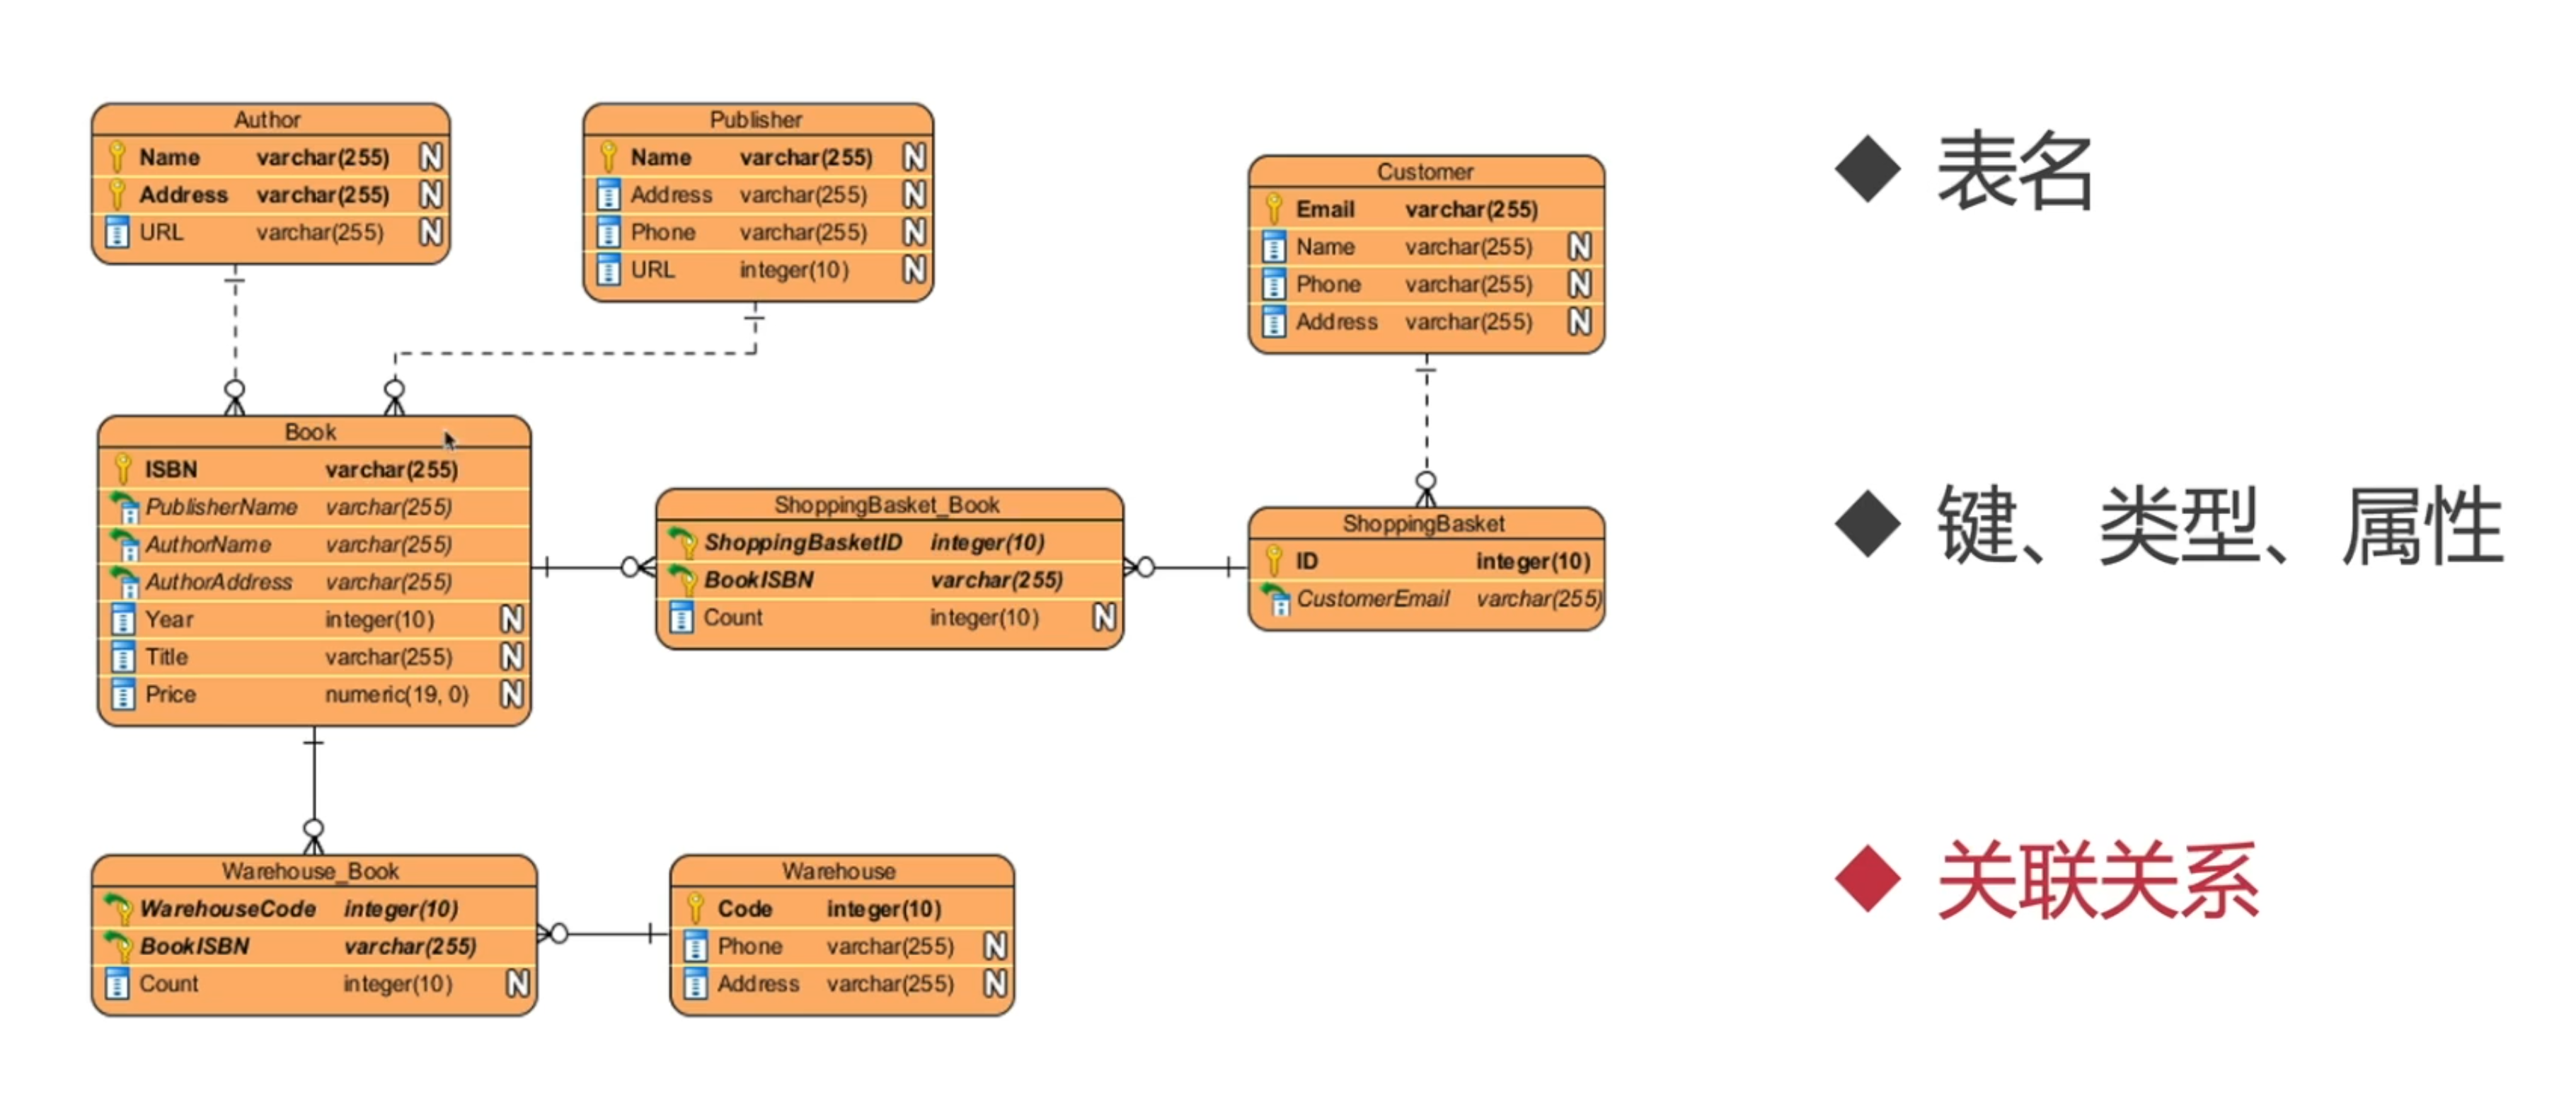 Author
Name varchar(255) N
Address varchar(255) N
URL varchar(255) N
Publisher
Name varchar(255) N
Address varchar(255) N
Phone varchar(255) N
URL integer(10) N
Customer
Email varchar(255)
Name varchar(255) N
Phone varchar(255) N
Address varchar(255) N
Book
ISBN varchar(255)
PublisherName varchar(255)
AuthorName varchar(255)
AuthorAddress varchar(255)
Year integer(10) N
Title varchar(255) N
Price numeric(19, 0) N
ShoppingBasket_Book
ShoppingBasketID integer(10)
BookISBN varchar(255)
Count integer(10) N
ShoppingBasket
ID integer(10)
CustomerEmail varchar(255)
Warehouse_Book
WarehouseCode integer(10)
BookISBN varchar(255)
Count integer(10) N
Warehouse
Code integer(10)
Phone varchar(255) N
Address varchar(255) N
表名
键、类型、属性
关联关系